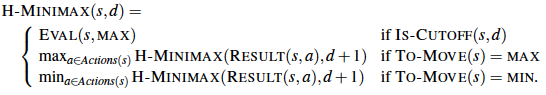 H-MINIMAX(s,d) =
EVAL(s, MAX) if IS-CUTOFF(s,d)
max_{a∈Actions(s)} H-MINIMAX(RESULT(s,a),d+1) if TO-MOVE(s) = MAX
min_{a∈Actions(s)} H-MINIMAX(RESULT(s,a),d+1) if TO-MOVE(s) = MIN.